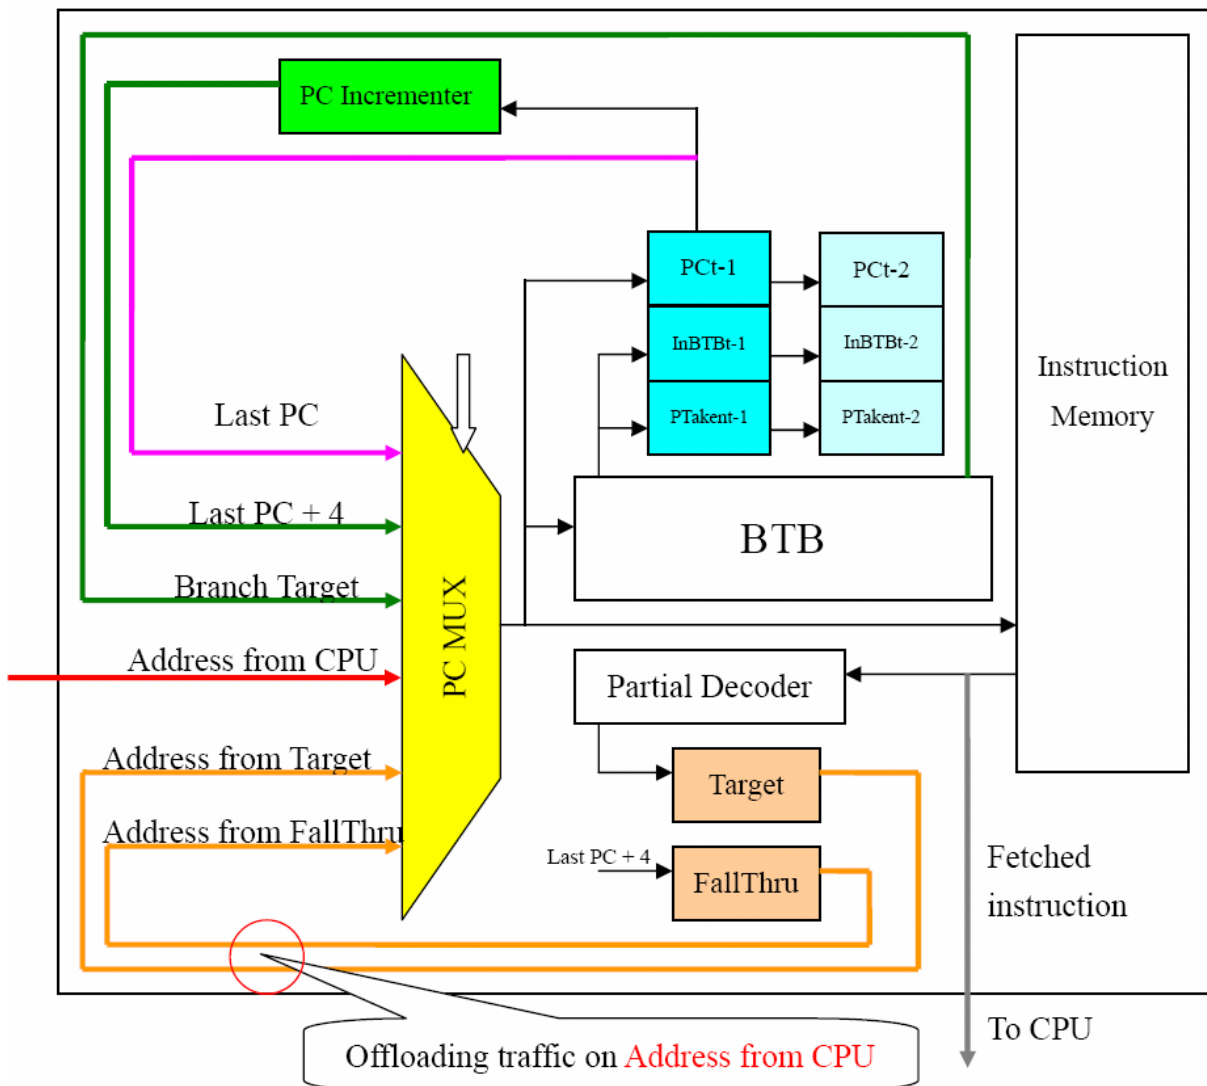 PC Incrementer
PCt-1
PCt-2
InBTBt-1
InBTBt-2
PTakent-1
PTakent-2
Instruction
Memory
Last PC
Last PC + 4
BTB
Branch Target
PC MUX
Address from CPU
Partial Decoder
Address from Target
Target
Address from FallThru
Last PC + 4
FallThru
Fetched
instruction
To CPU
Offloading traffic on Address from CPU